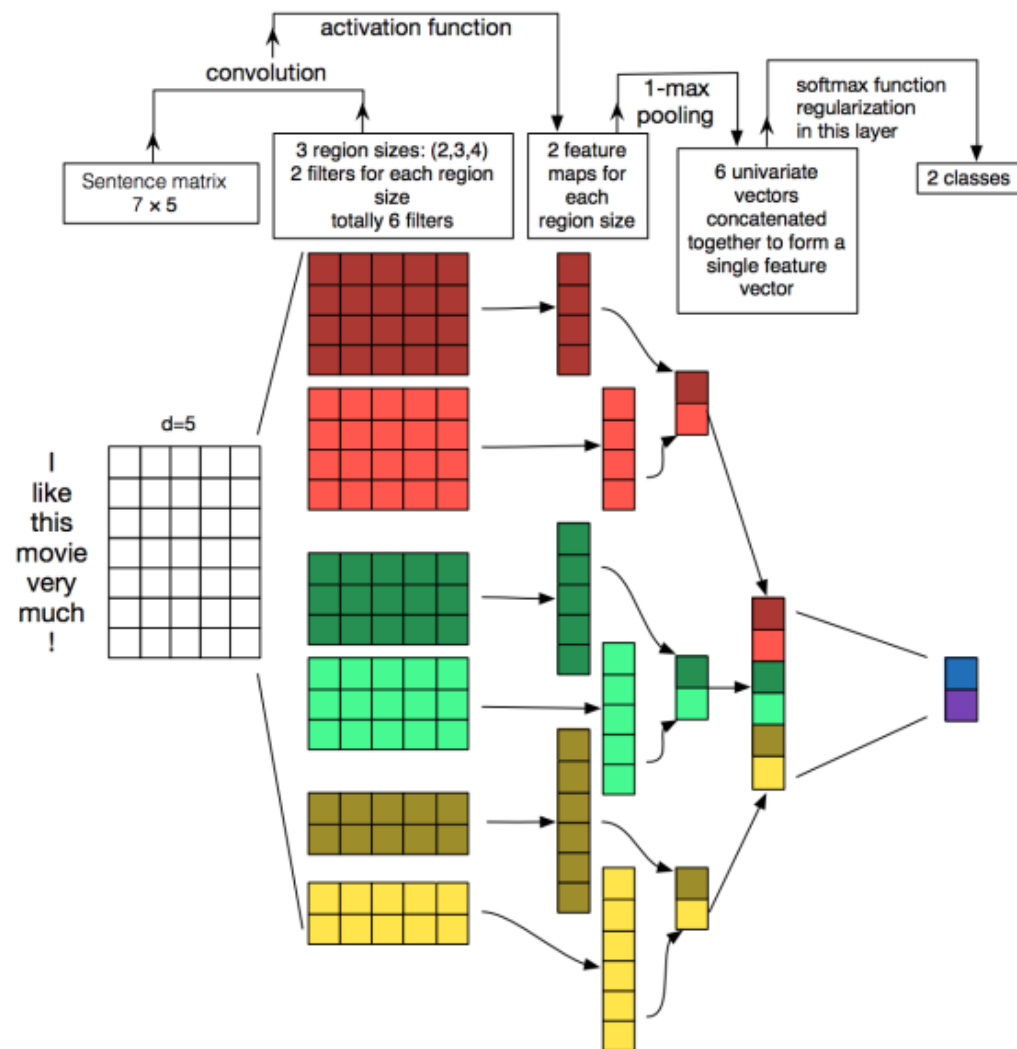 activation function
convolution
1-max
pooling
softmax function
regularization
in this layer
Sentence matrix
7 × 5
3 region sizes: (2,3,4)
2 filters for each region
size
totally 6 filters
2 feature
maps for
each
region size
6 univariate
vectors
concatenated
together to form a
single feature
vector
2 classes
d=5
I
like
this
movie
very
much
!